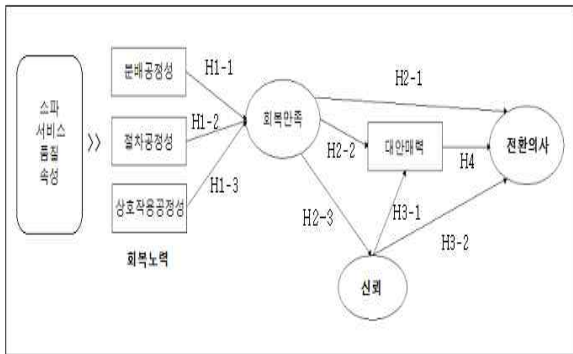 스파
서비스
품질
속성
>>
분배공정성
절차공정성
상호작용공정성
회복노력
H1-1
H1-2
H1-3
회복만족
H2-1
H2-2
H2-3
대안매력
H3-1
H3-2
H4
전환의사
신뢰